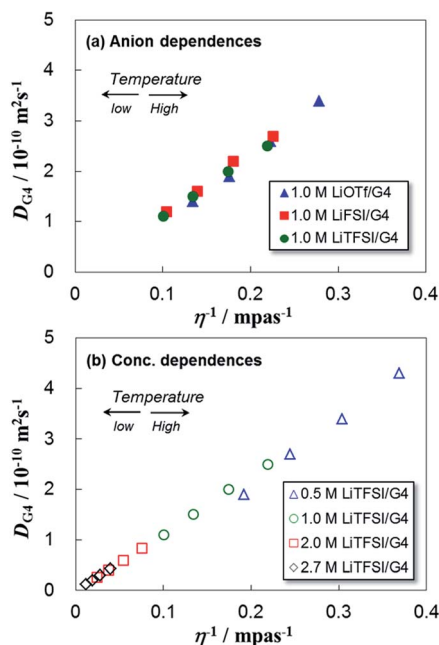 (a) Anion dependences
Temperature
low High
D_G4 / 10⁻¹⁰ m²s⁻¹
5
4
3
2
1
0
1.0 M LiOTf/G4
1.0 M LiFSI/G4
1.0 M LiTFSI/G4
0 0.1 0.2 0.3 0.4
η⁻¹ / mpas⁻¹
(b) Conc. dependences
Temperature
low High
D_G4 / 10⁻¹⁰ m²s⁻¹
5
4
3
2
1
0
0.5 M LiTFSI/G4
1.0 M LiTFSI/G4
2.0 M LiTFSI/G4
2.7 M LiTFSI/G4
0 0.1 0.2 0.3 0.4
η⁻¹ / mpas⁻¹